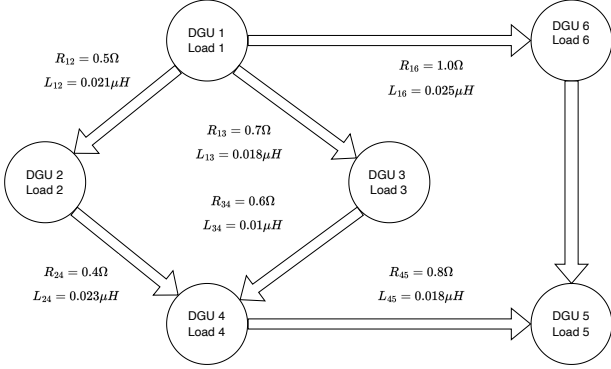 DGU 1
Load 1
DGU 6
Load 6
R₁₂ = 0.5Ω
L₁₂ = 0.021μH
R₁₆ = 1.0Ω
L₁₆ = 0.025μH
R₁₃ = 0.7Ω
L₁₃ = 0.018μH
DGU 2
Load 2
DGU 3
Load 3
R₃₄ = 0.6Ω
L₃₄ = 0.01μH
R₂₄ = 0.4Ω
L₂₄ = 0.023μH
R₄₅ = 0.8Ω
L₄₅ = 0.018μH
DGU 4
Load 4
DGU 5
Load 5